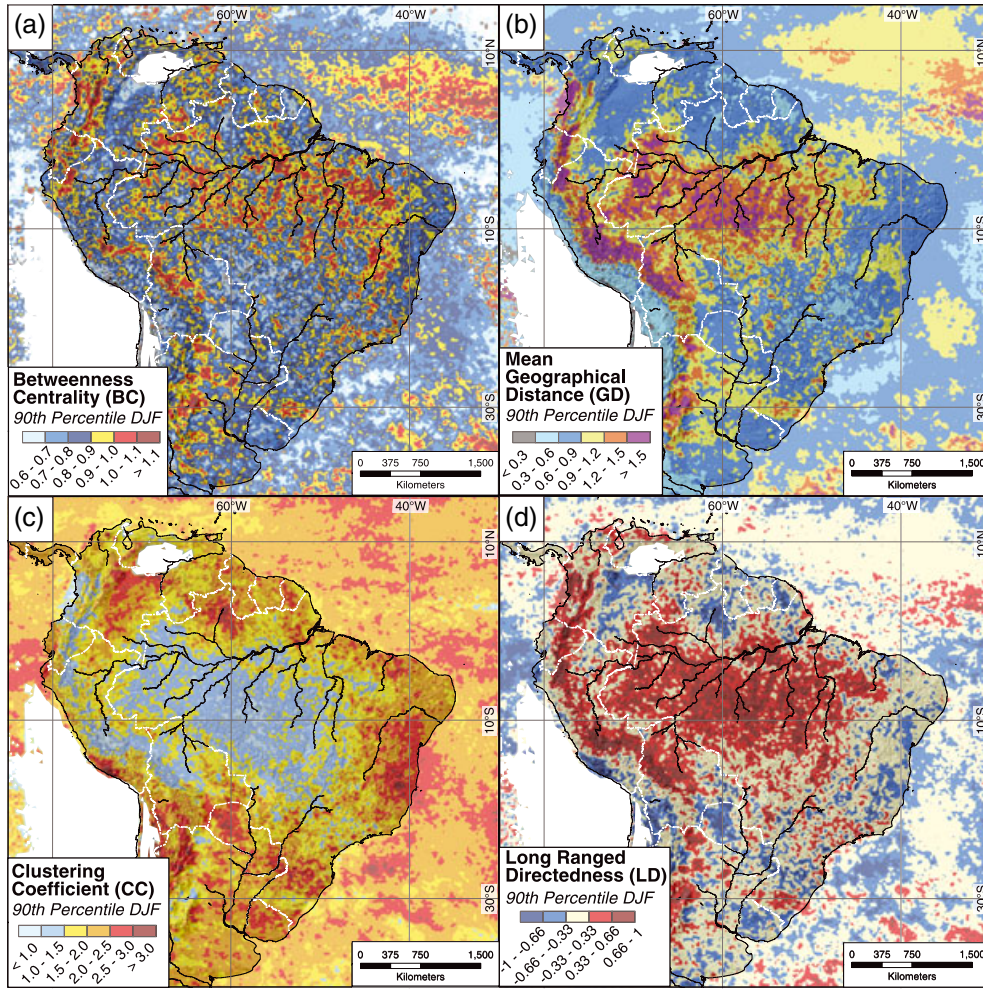 (a)
60°W
40°W
10°N
10°S
30°S
Betweenness
Centrality (BC)
90th Percentile DJF
0.6 - 0.7
0.7 - 0.8
0.8 - 0.9
0.9 - 1.0
1.0 - 1.1
> 1.1
0 375 750 1,500
Kilometers
(b)
60°W
40°W
10°N
10°S
30°S
Mean
Geographical
Distance (GD)
90th Percentile DJF
< 0.3
0.3 - 0.6
0.6 - 0.9
0.9 - 1.2
1.2 - 1.5
> 1.5
0 375 750 1,500
Kilometers
(c)
60°W
40°W
10°N
10°S
30°S
Clustering
Coefficient (CC)
90th Percentile DJF
< 1.0
1.0 - 1.5
1.5 - 2.0
2.0 - 2.5
2.5 - 3.0
> 3.0
0 375 750 1,500
Kilometers
(d)
60°W
40°W
10°N
10°S
30°S
Long Ranged
Directedness (LD)
90th Percentile DJF
-1 - -0.66
-0.66 - -0.33
-0.33 - 0.33
0.33 - 0.66
0.66 - 1
0 375 750 1,500
Kilometers